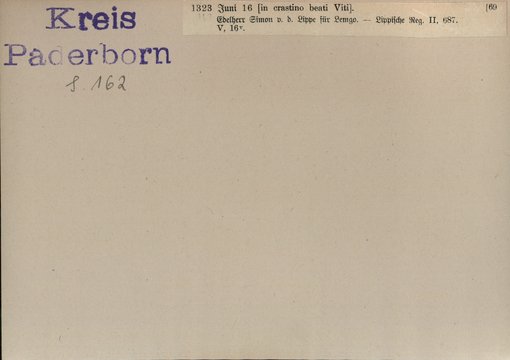 Kreis
Paderborn
S. 162
1323 Juni 16 [in crastino beati Viti]. [69
Edelherr Simon v. d. Lippe für Lemgo. — Lippische Reg. II, 687.
V, 16v.